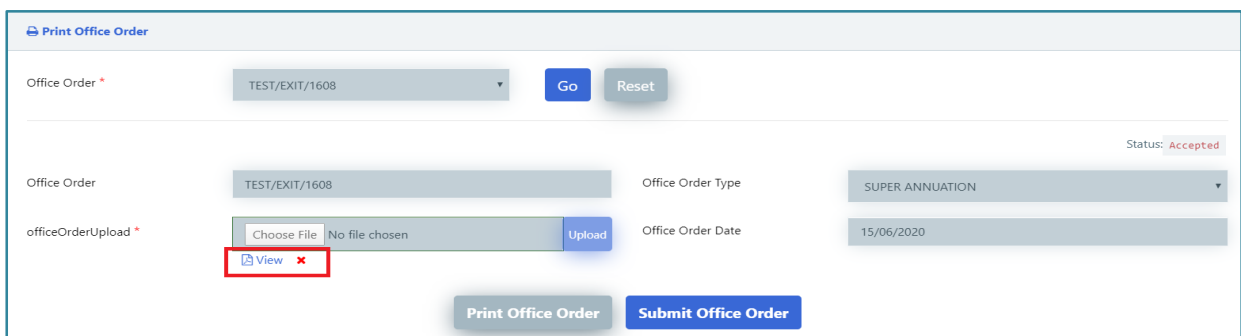 Print Office Order
Office Order * TEST/EXIT/1608 Go Reset
Status: Accepted
Office Order TEST/EXIT/1608 Office Order Type SUPER ANNUATION
officeOrderUpload * Choose File No file chosen Upload Office Order Date 15/06/2020
View
Print Office Order Submit Office Order